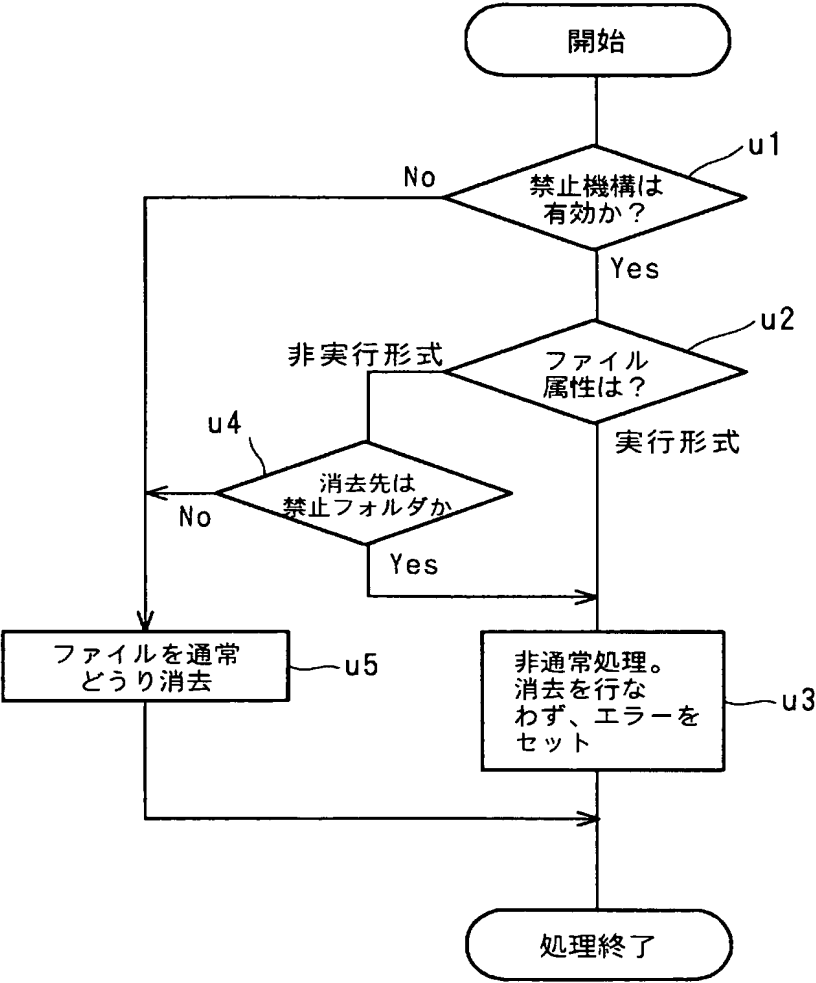 開始
u1
No
禁止機構は
有効か？
Yes
u2
非実行形式
ファイル
属性は？
u4
実行形式
消去先は
禁止フォルダか
No
Yes
ファイルを通常
どうり消去
u5
非通常処理。
消去を行な
わず、エラーを
セット
u3
処理終了